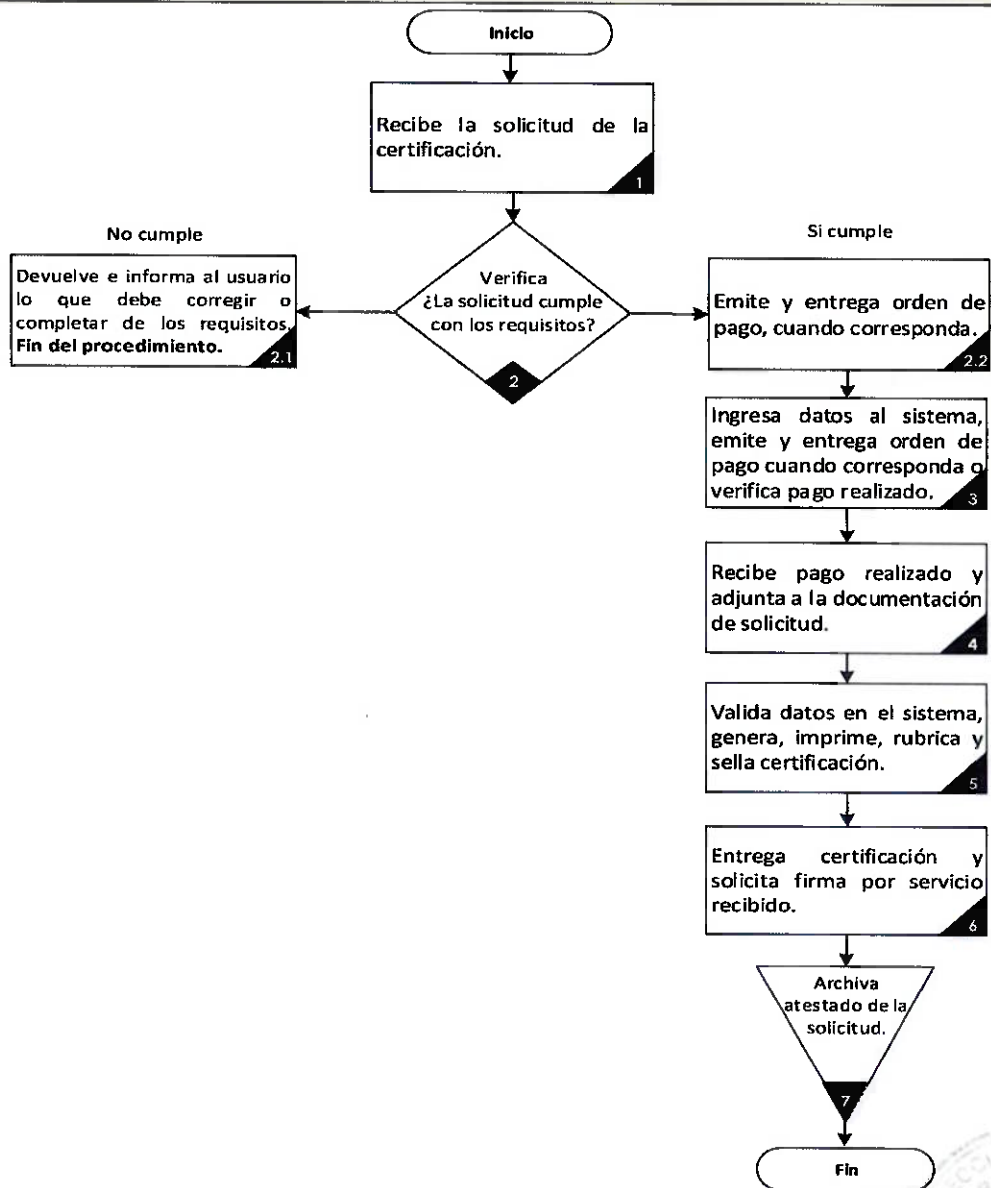 Inicio
Recibe la solicitud de la
certificación.
1
No cumple
Si cumple
Devuelve e informa al usuario
lo que debe corregir o
completar de los requisitos.
Fin del procedimiento.
2.1
Verifica
¿La solicitud cumple
con los requisitos?
2
Emite y entrega orden de
pago, cuando corresponda.
2.2
Ingresa datos al sistema,
emite y entrega orden de
pago cuando corresponda o
verifica pago realizado.
3
Recibe pago realizado y
adjunta a la documentación
de solicitud.
4
Valida datos en el sistema,
genera, imprime, rubrica y
sella certificación.
5
Entrega certificación y
solicita firma por servicio
recibido.
6
Archiva
atestado de la
solicitud.
7
Fin